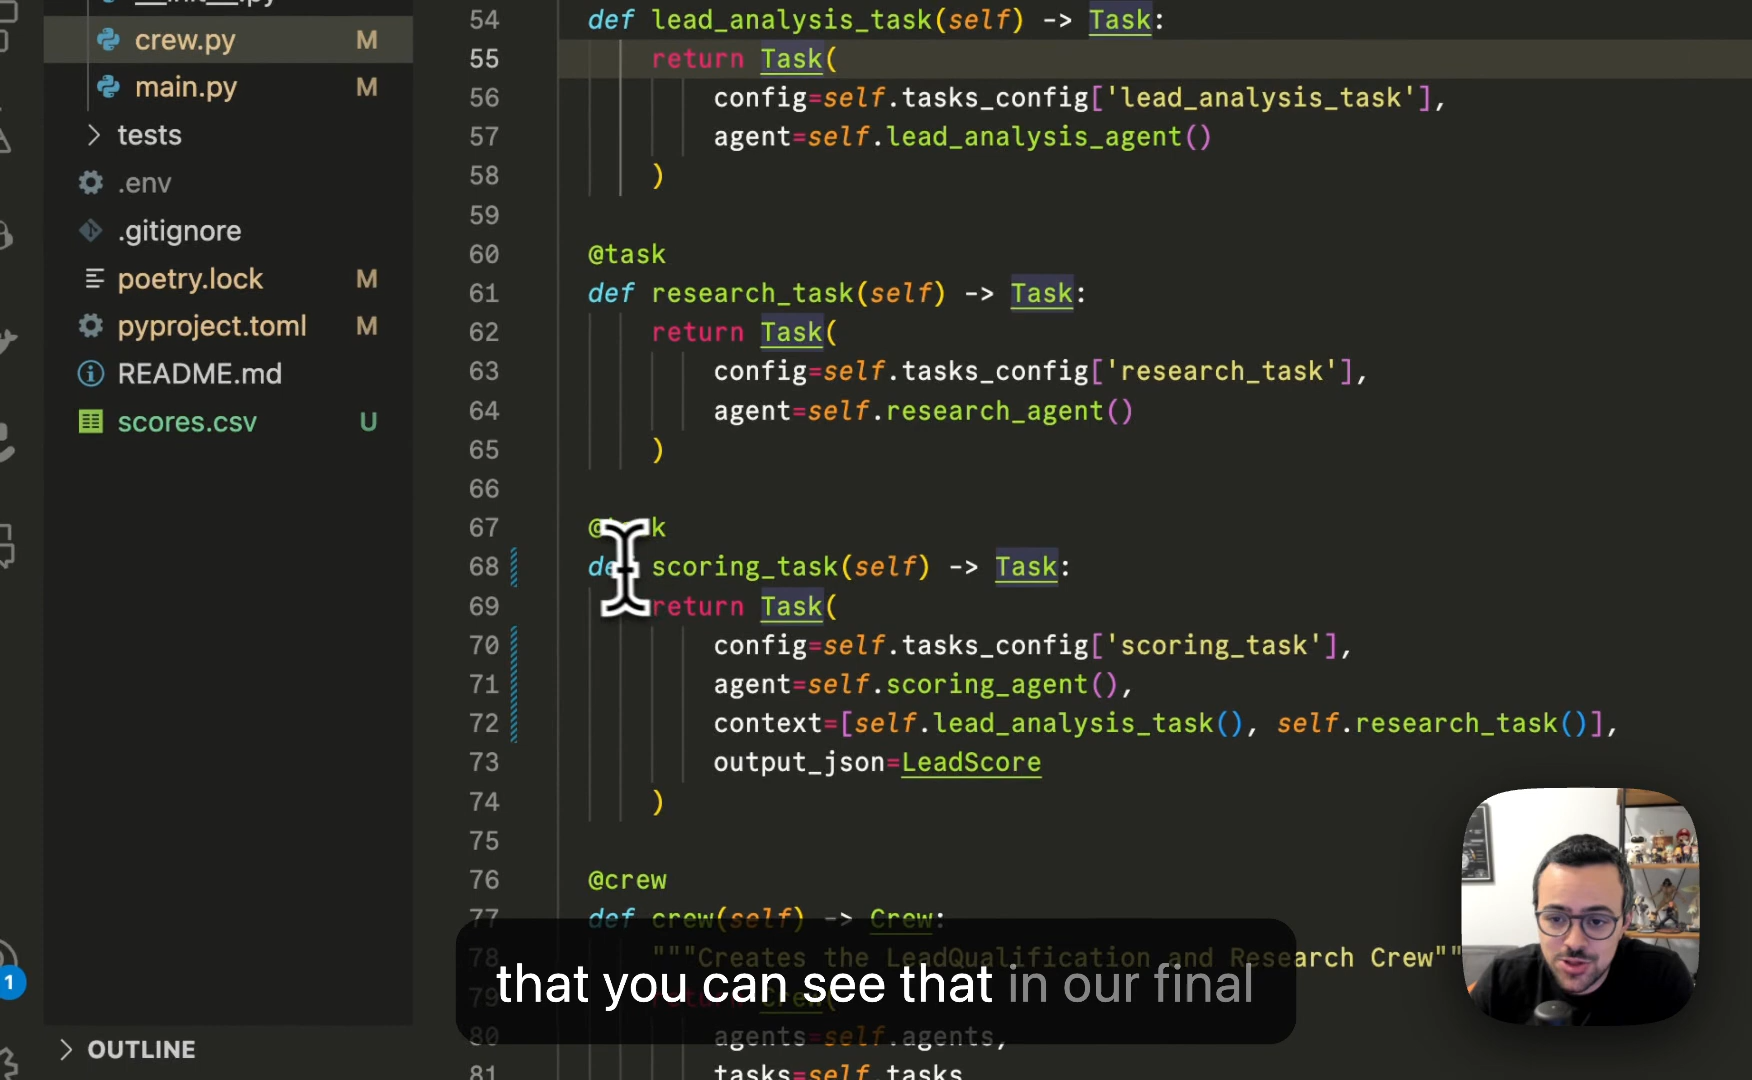 __init__.py
crew.py M
main.py M
tests
.env
.gitignore
poetry.lock M
pyproject.toml M
README.md
scores.csv U
1
OUTLINE
54 def lead_analysis_task(self) -> Task:
55 return Task(
56 config=self.tasks_config['lead_analysis_task'],
57 agent=self.lead_analysis_agent()
58 )
59
60 @task
61 def research_task(self) -> Task:
62 return Task(
63 config=self.tasks_config['research_task'],
64 agent=self.research_agent()
65 )
66
67 @task
68 def scoring_task(self) -> Task:
69 return Task(
70 config=self.tasks_config['scoring_task'],
71 agent=self.scoring_agent(),
72 context=[self.lead_analysis_task(), self.research_task()],
73 output_json=LeadScore
74 )
75
76 @crew
77 def crew(self) -> Crew:
78 """Creates the LeadQualification and Research Crew""
79 return Crew(
80 agents=self.agents,
81 tasks=self.tasks
that you can see that in our final